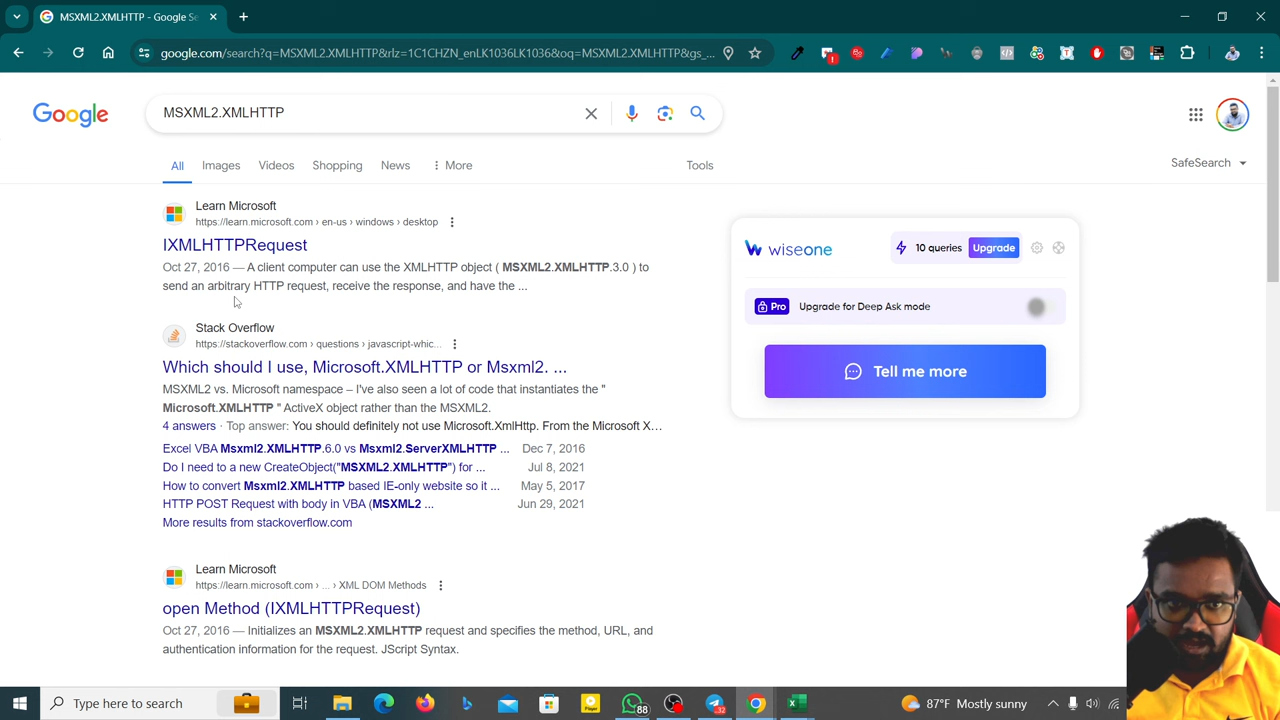 MSXML2.XMLHTTP - Google Se
google.com/search?q=MSXML2.XMLHTTP&rlz=1C1CHZN_enLK1036LK1036&oq=MSXML2.XMLHTTP&gs_...
Google
MSXML2.XMLHTTP
All
Images
Videos
Shopping
News
More
Tools
SafeSearch
Learn Microsoft
https://learn.microsoft.com › en-us › windows › desktop
IXMLHTTPRequest
Oct 27, 2016 — A client computer can use the XMLHTTP object ( MSXML2.XMLHTTP.3.0 ) to
send an arbitrary HTTP request, receive the response, and have the ...
wiseone
10 queries
Upgrade
Pro
Upgrade for Deep Ask mode
Tell me more
Stack Overflow
https://stackoverflow.com › questions › javascript-whic...
Which should I use, Microsoft.XMLHTTP or Msxml2. ...
MSXML2 vs. Microsoft namespace – I've also seen a lot of code that instantiates the "
Microsoft.XMLHTTP " ActiveX object rather than the MSXML2.
4 answers · Top answer: You should definitely not use Microsoft.XmlHttp. From the Microsoft X...
Excel VBA Msxml2.XMLHTTP.6.0 vs Msxml2.ServerXMLHTTP ... Dec 7, 2016
Do I need to a new CreateObject("MSXML2.XMLHTTP") for ... Jul 8, 2021
How to convert Msxml2.XMLHTTP based IE-only website so it ... May 5, 2017
HTTP POST Request with body in VBA (MSXML2 ... Jun 29, 2021
More results from stackoverflow.com
Learn Microsoft
https://learn.microsoft.com › ... › XML DOM Methods
open Method (IXMLHTTPRequest)
Oct 27, 2016 — Initializes an MSXML2.XMLHTTP request and specifies the method, URL, and
authentication information for the request. JScript Syntax.
Type here to search
88
32
87°F Mostly sunny